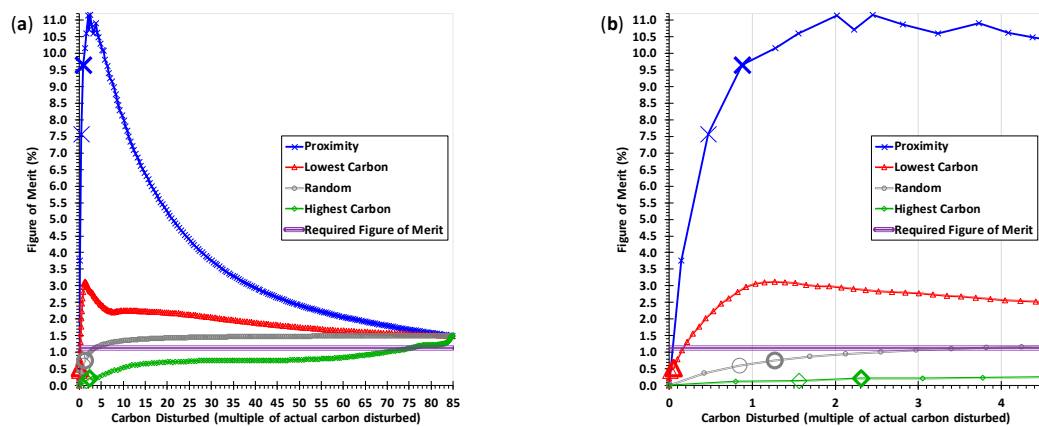 (a)
Figure of Merit (%)
11.0
10.5
10.0
9.5
9.0
8.5
8.0
7.5
7.0
6.5
6.0
5.5
5.0
4.5
4.0
3.5
3.0
2.5
2.0
1.5
1.0
0.5
0.0
Proximity
Lowest Carbon
Random
Highest Carbon
Required Figure of Merit
0 5 10 15 20 25 30 35 40 45 50 55 60 65 70 75 80 85
Carbon Disturbed (multiple of actual carbon disturbed)
(b)
Figure of Merit (%)
11.0
10.5
10.0
9.5
9.0
8.5
8.0
7.5
7.0
6.5
6.0
5.5
5.0
4.5
4.0
3.5
3.0
2.5
2.0
1.5
1.0
0.5
0.0
Proximity
Lowest Carbon
Random
Highest Carbon
Required Figure of Merit
0 1 2 3 4
Carbon Disturbed (multiple of actual carbon disturbed)